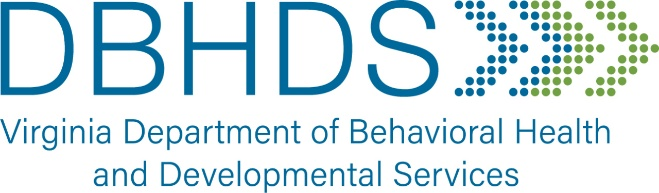 DBHDS
Virginia Department of Behavioral Health
and Developmental Services